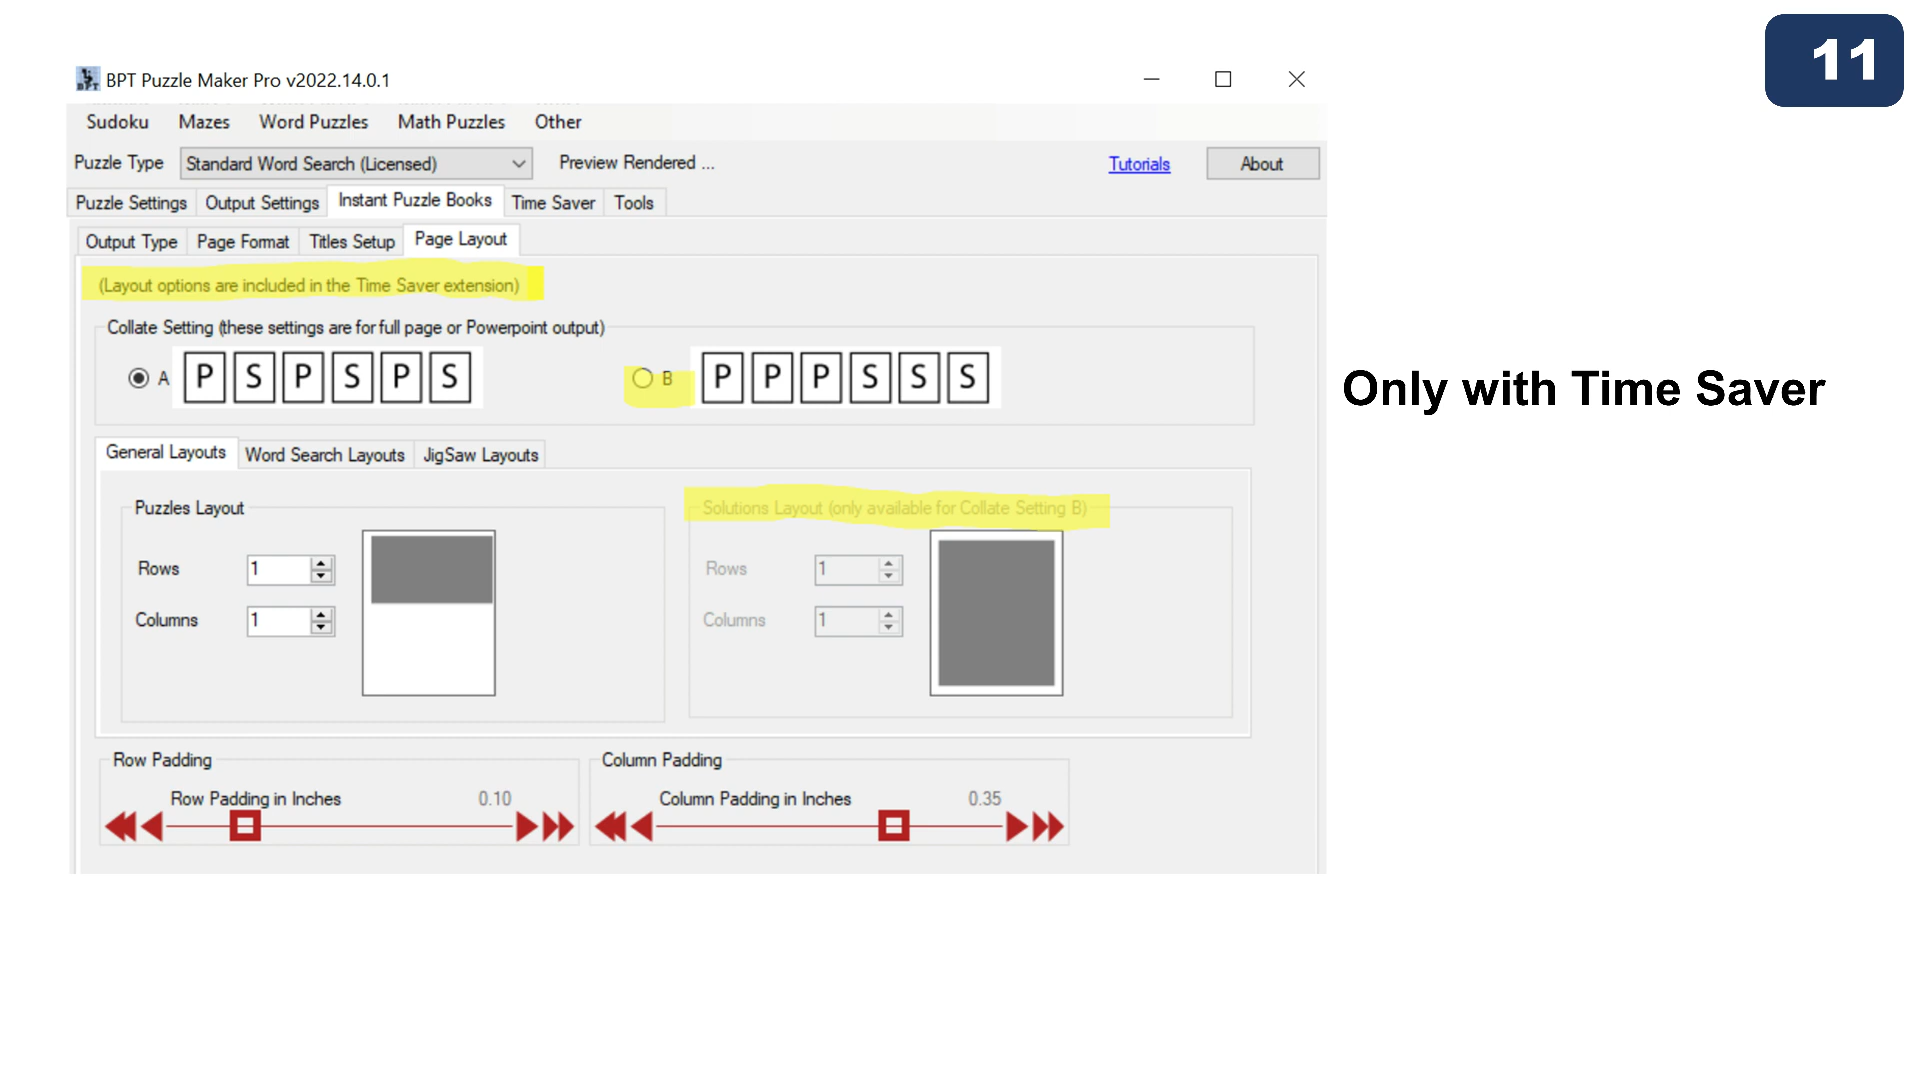 11
BPT Puzzle Maker Pro v2022.14.0.1
Sudoku Mazes Word Puzzles Math Puzzles Other
Puzzle Type Standard Word Search (Licensed) Preview Rendered ... Tutorials About
Puzzle Settings Output Settings Instant Puzzle Books Time Saver Tools
Output Type Page Format Titles Setup Page Layout
(Layout options are included in the Time Saver extension)
Collate Setting (these settings are for full page or Powerpoint output)
A P S P S P S B P P P S S S
Only with Time Saver
General Layouts Word Search Layouts JigSaw Layouts
Puzzles Layout Solutions Layout (only available for Collate Setting B)
Rows 1 Rows 1
Columns 1 Columns 1
Row Padding Column Padding
Row Padding in Inches 0.10 Column Padding in Inches 0.35